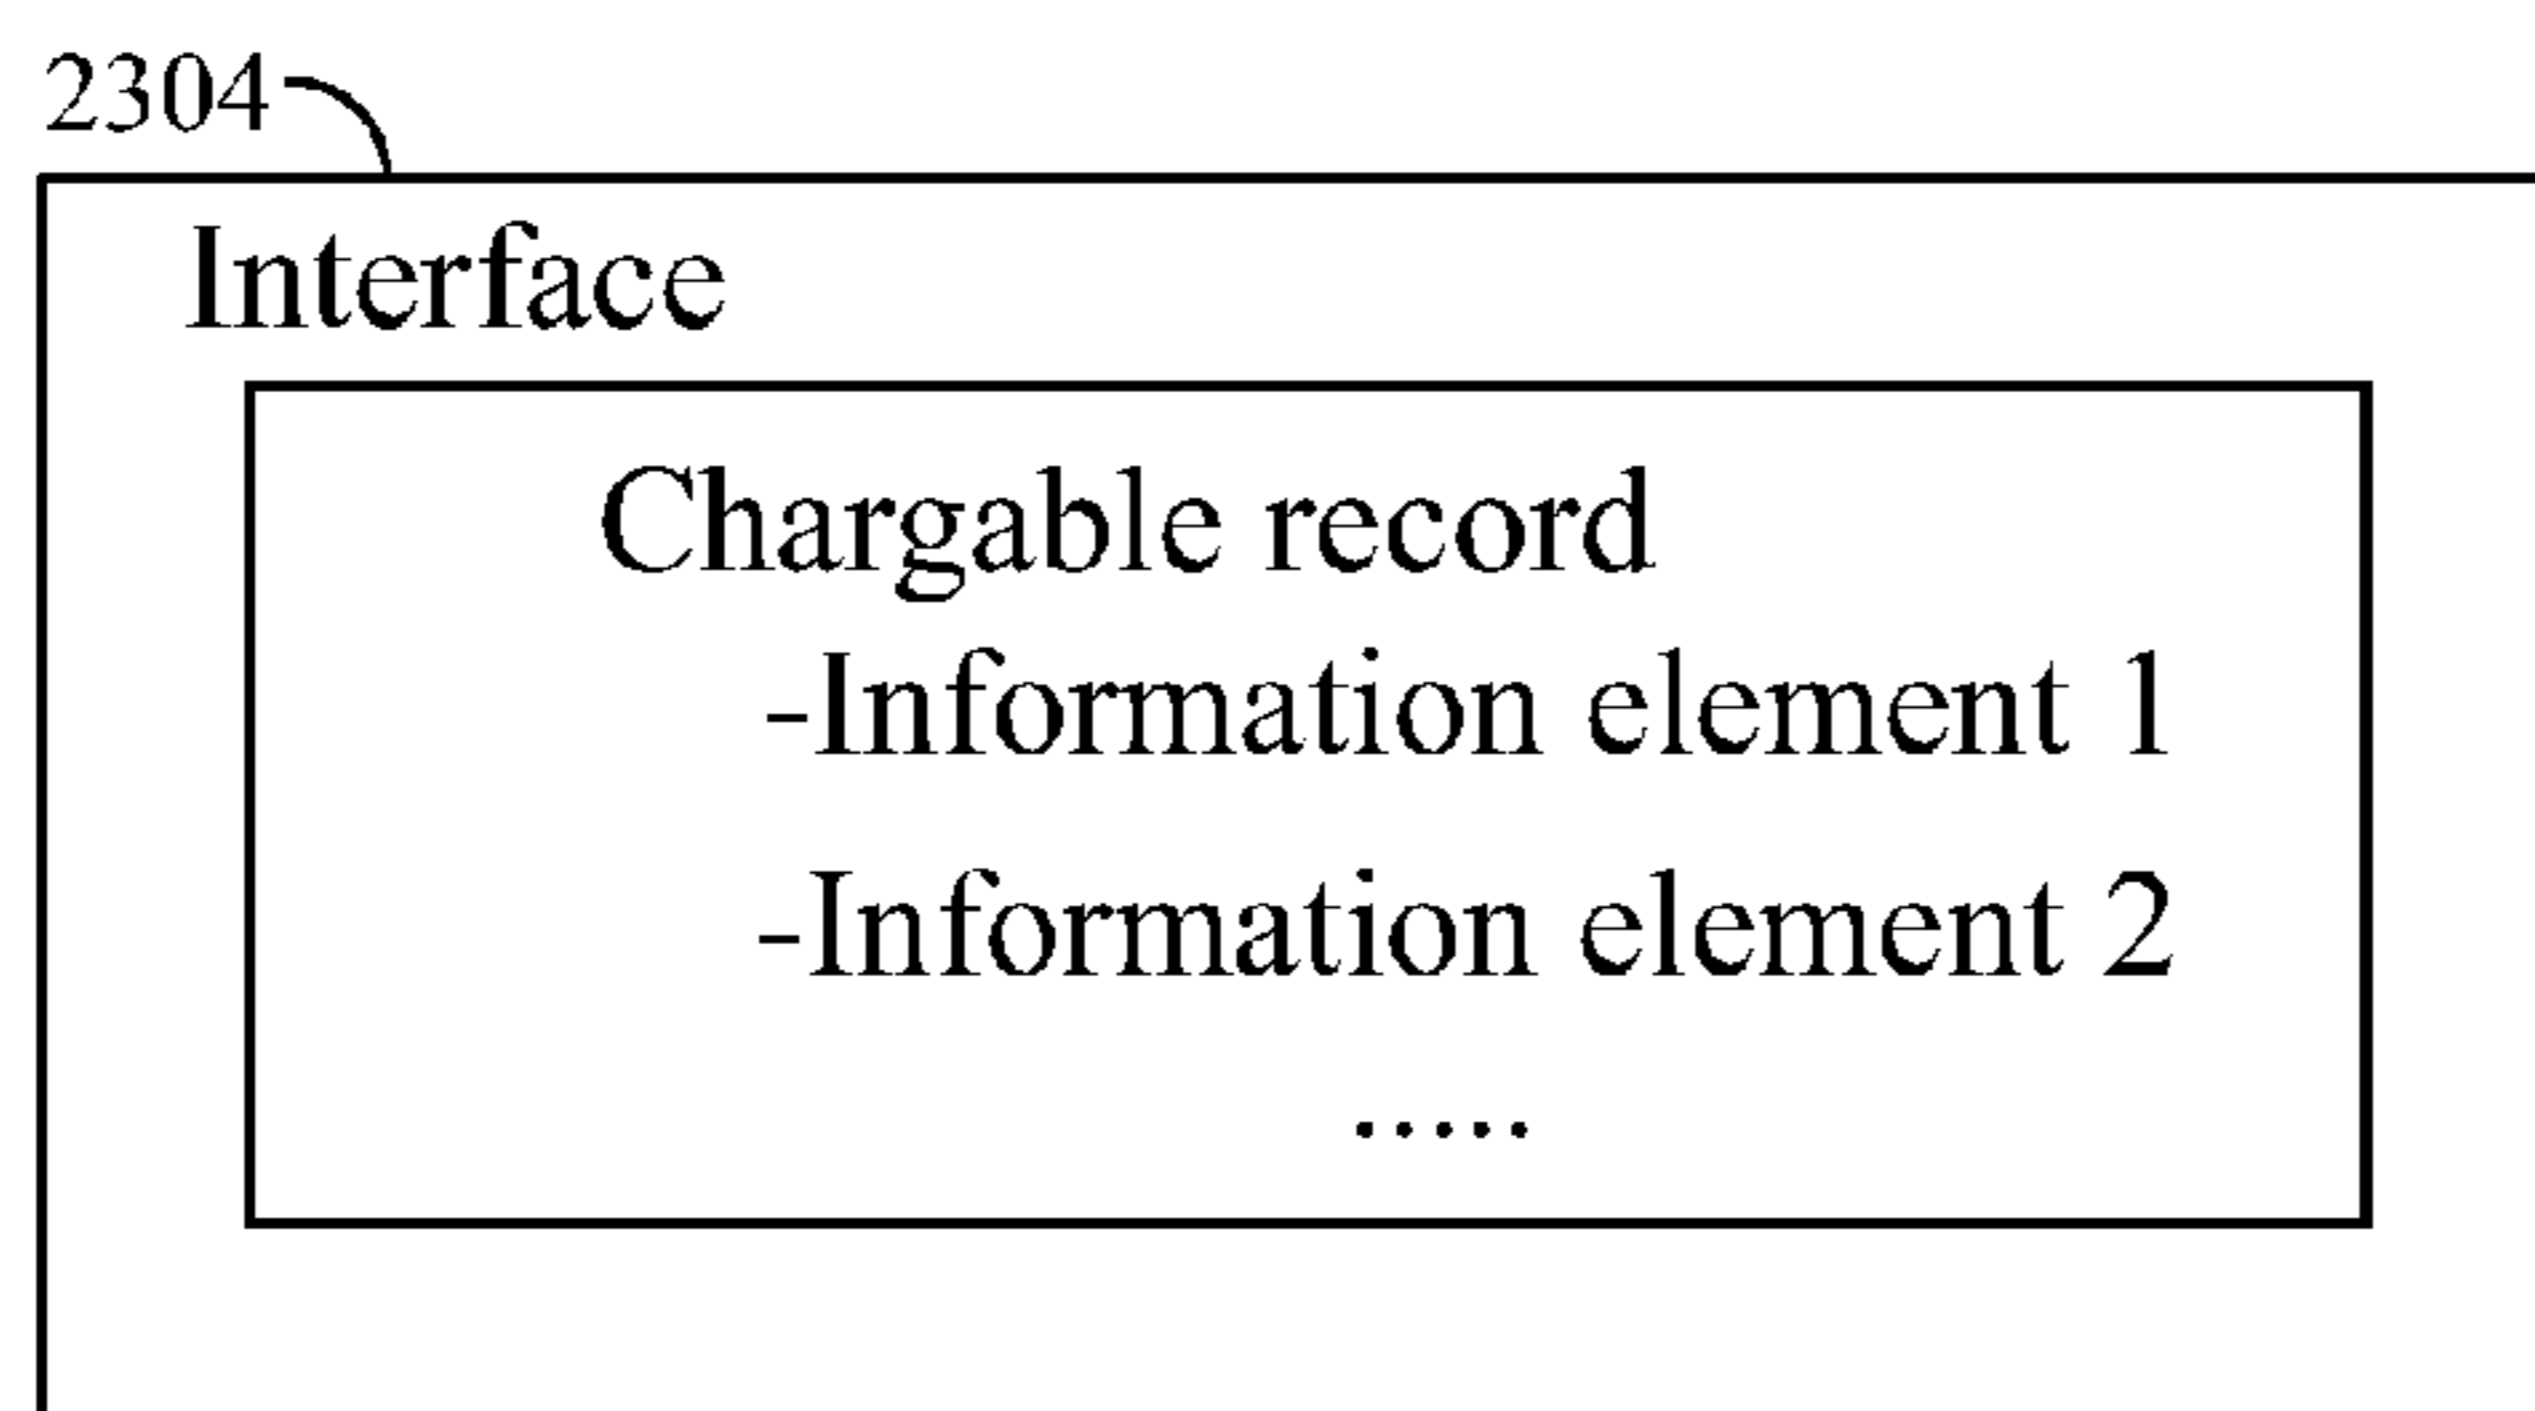 2304
Interface
Chargable record
-Information element 1
-Information element 2
.....